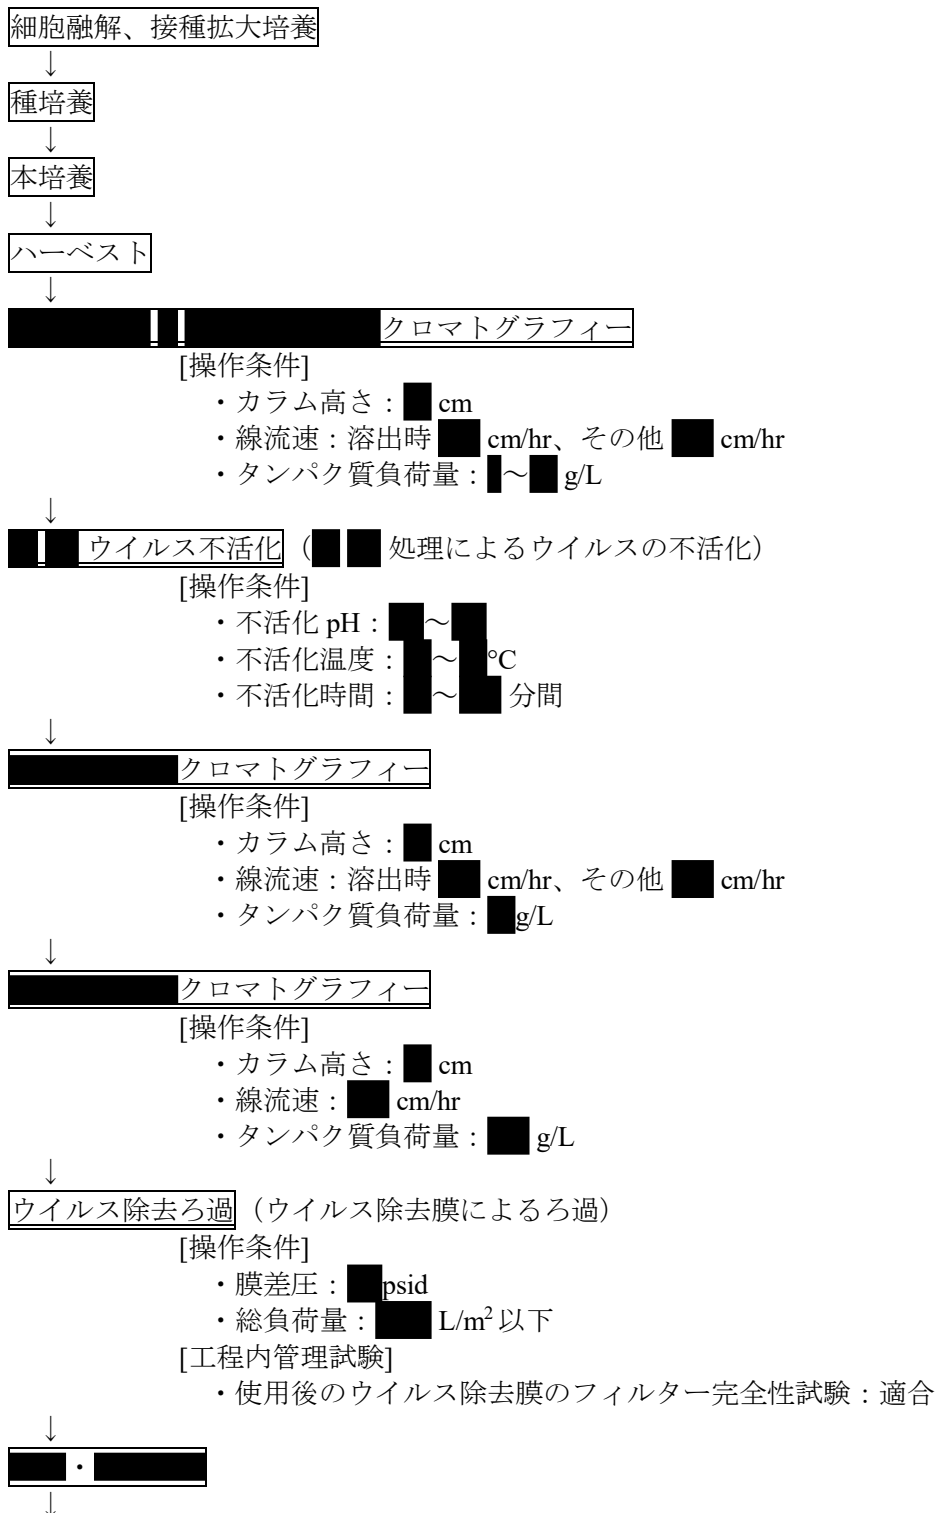 細胞融解、接種拡大培養
↓
種培養
↓
本培養
↓
ハーベスト
↓
クロマトグラフィー
[操作条件]
・カラム高さ： cm
・線流速：溶出時 cm/hr、その他 cm/hr
・タンパク質負荷量：～ g/L
↓
ウイルス不活化（ 処理によるウイルスの不活化）
[操作条件]
・不活化 pH：～
・不活化温度：～℃
・不活化時間：～ 分間
↓
クロマトグラフィー
[操作条件]
・カラム高さ： cm
・線流速：溶出時 cm/hr、その他 cm/hr
・タンパク質負荷量：g/L
↓
クロマトグラフィー
[操作条件]
・カラム高さ： cm
・線流速： cm/hr
・タンパク質負荷量： g/L
↓
ウイルス除去ろ過（ウイルス除去膜によるろ過）
[操作条件]
・膜差圧：psid
・総負荷量： L/m²以下
[工程内管理試験]
・使用後のウイルス除去膜のフィルター完全性試験：適合
↓
・
↓